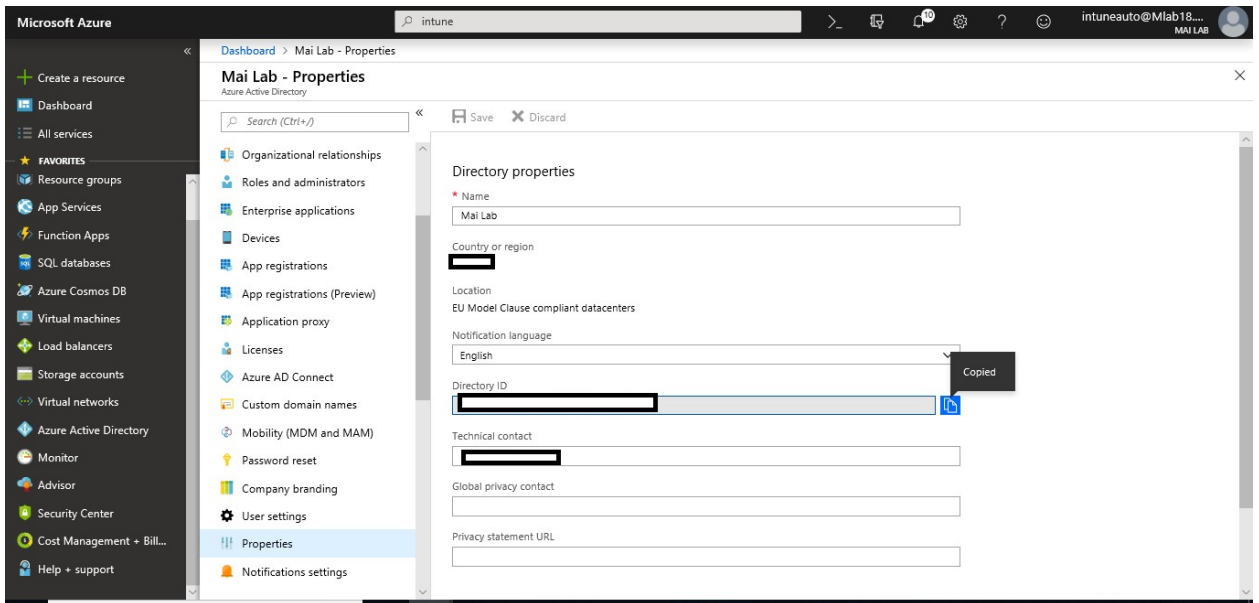 Microsoft Azure
intune
10
intuneauto@Mlab18....
MAI LAB
Create a resource
Dashboard
All services
FAVORITES
Resource groups
App Services
Function Apps
SQL databases
Azure Cosmos DB
Virtual machines
Load balancers
Storage accounts
Virtual networks
Azure Active Directory
Monitor
Advisor
Security Center
Cost Management + Bill...
Help + support
Dashboard > Mai Lab - Properties
Mai Lab - Properties
Azure Active Directory
Search (Ctrl+/)
Organizational relationships
Roles and administrators
Enterprise applications
Devices
App registrations
App registrations (Preview)
Application proxy
Licenses
Azure AD Connect
Custom domain names
Mobility (MDM and MAM)
Password reset
Company branding
User settings
Properties
Notifications settings
Save Discard
Directory properties
* Name
Mai Lab
Country or region
Location
EU Model Clause compliant datacenters
Notification language
English
Copied
Directory ID
Technical contact
Global privacy contact
Privacy statement URL